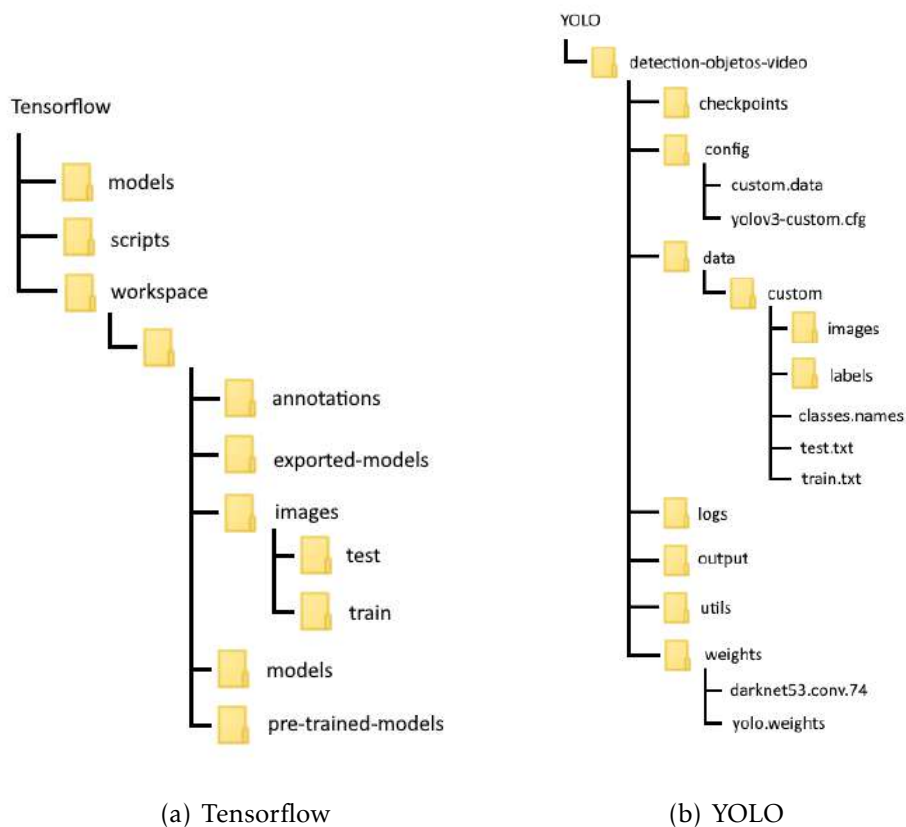 Tensorflow
models
scripts
workspace
annotations
exported-models
images
test
train
models
pre-trained-models
(a) Tensorflow
YOLO
detection-objetos-video
checkpoints
config
custom.data
yolov3-custom.cfg
data
custom
images
labels
classes.names
test.txt
train.txt
logs
output
utils
weights
darknet53.conv.74
yolo.weights
(b) YOLO